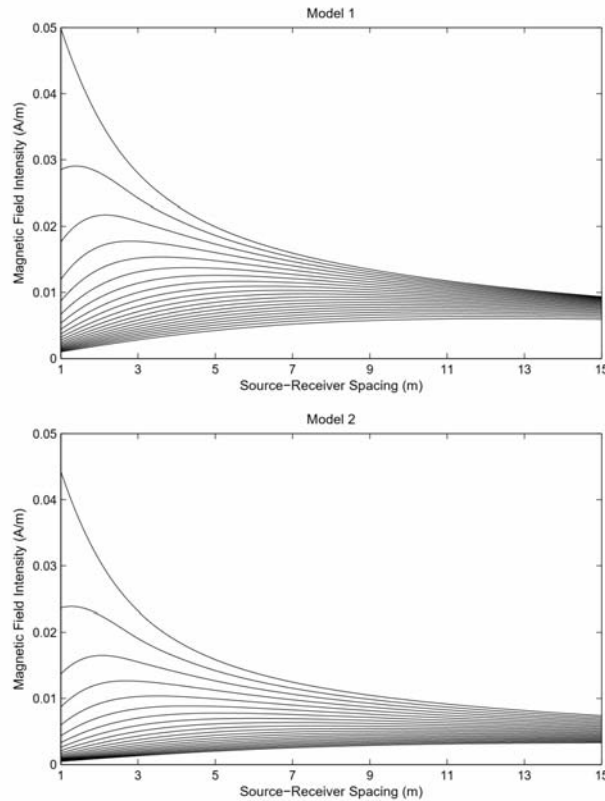 Model 1
Magnetic Field Intensity (A/m)
0.05
0.04
0.03
0.02
0.01
0
1 3 5 7 9 11 13 15
Source−Receiver Spacing (m)
Model 2
Magnetic Field Intensity (A/m)
0.05
0.04
0.03
0.02
0.01
0
1 3 5 7 9 11 13 15
Source−Receiver Spacing (m)